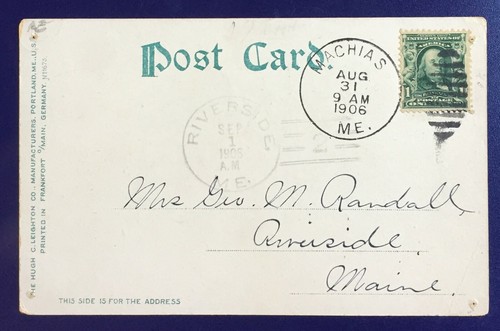 Post Card.
MACHIAS
AUG
31
9 AM
1906
ME.
UNITED STATES OF AMERICA
POSTAGE
ONE
1
RIVERSIDE
SEP
1
1906
A.M.
ME.
Mrs Geo. M. Randall,
Riverside,
Maine.
THIS SIDE IS FOR THE ADDRESS
THE HUGH C. LEIGHTON CO., MANUFACTURERS, PORTLAND, ME., U.S.A.
PRINTED IN FRANKFORT O/MAIN, GERMANY.